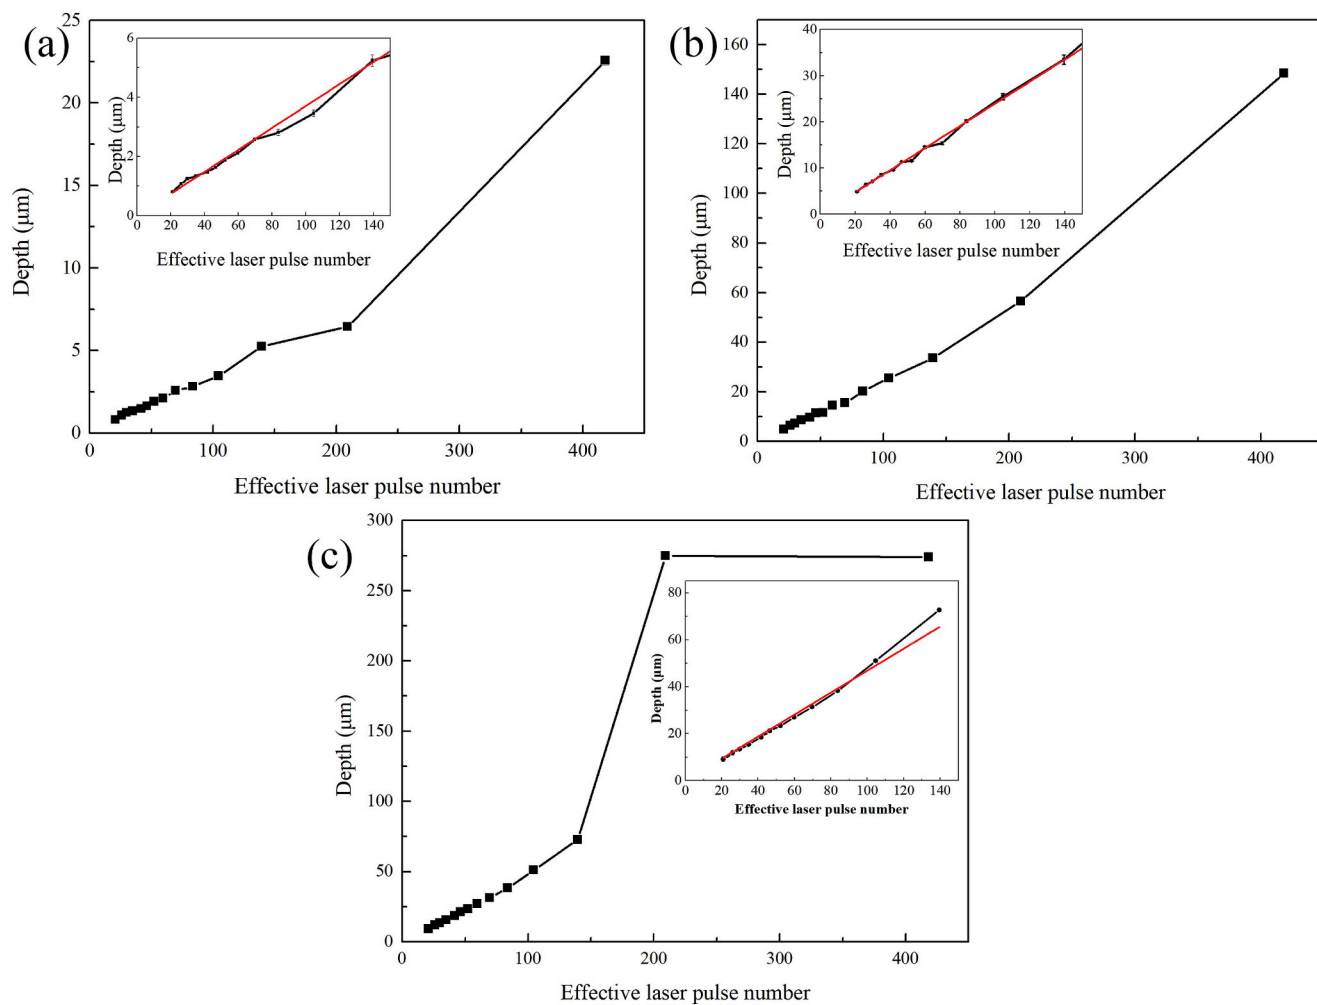 (a)
25
20
15
10
5
0
Depth (μm)
0 100 200 300 400
Effective laser pulse number
6
4
2
0
Depth (μm)
0 20 40 60 80 100 120 140
Effective laser pulse number
(b)
160
140
120
100
80
60
40
20
0
Depth (μm)
0 100 200 300 400
Effective laser pulse number
40
30
20
10
0
Depth (μm)
0 20 40 60 80 100 120 140
Effective laser pulse number
(c)
300
250
200
150
100
50
0
Depth (μm)
0 100 200 300 400
Effective laser pulse number
80
60
40
20
0
Depth (μm)
0 20 40 60 80 100 120 140
Effective laser pulse number